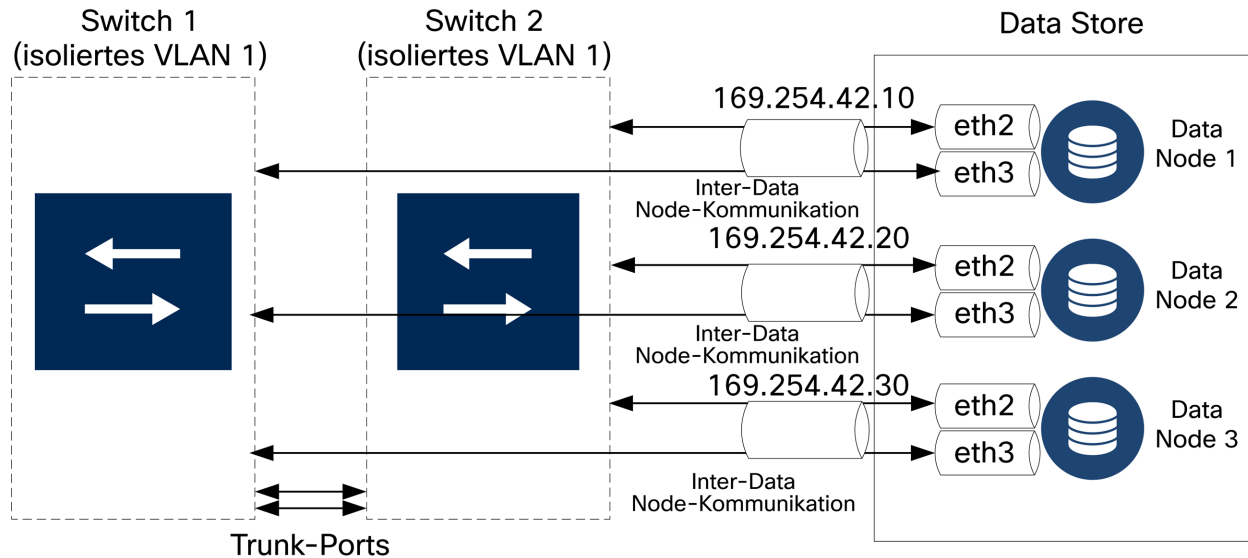 Switch 1
(isoliertes VLAN 1)
Switch 2
(isoliertes VLAN 1)
Data Store
169.254.42.10
eth2
eth3
Data
Node 1
Inter-Data
Node-Kommunikation
169.254.42.20
eth2
eth3
Data
Node 2
Inter-Data
Node-Kommunikation
169.254.42.30
eth2
eth3
Data
Node 3
Inter-Data
Node-Kommunikation
Trunk-Ports